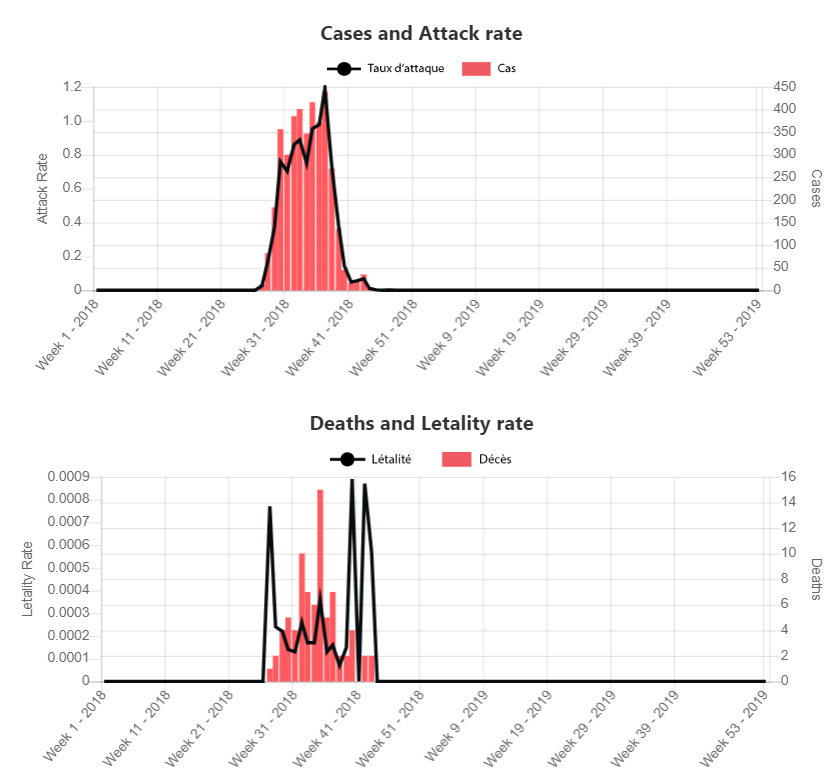 Cases and Attack rate
Taux d'attaque Cas
1.2 450
400
1.0 350
0.8 300
250
0.6 200
0.4 150
0.2 100
50
0 0
Attack Rate
Cases
Week 1 - 2018 Week 11 - 2018 Week 21 - 2018 Week 31 - 2018 Week 41 - 2018 Week 51 - 2018 Week 9 - 2019 Week 19 - 2019 Week 29 - 2019 Week 39 - 2019 Week 53 - 2019
Deaths and Letality rate
Létalité Décès
0.0009 16
0.0008 14
0.0007 12
0.0006
0.0005 10
0.0004 8
0.0003 6
0.0002 4
0.0001 2
0 0
Letality Rate
Deaths
Week 1 - 2018 Week 11 - 2018 Week 21 - 2018 Week 31 - 2018 Week 41 - 2018 Week 51 - 2018 Week 9 - 2019 Week 19 - 2019 Week 29 - 2019 Week 39 - 2019 Week 53 - 2019